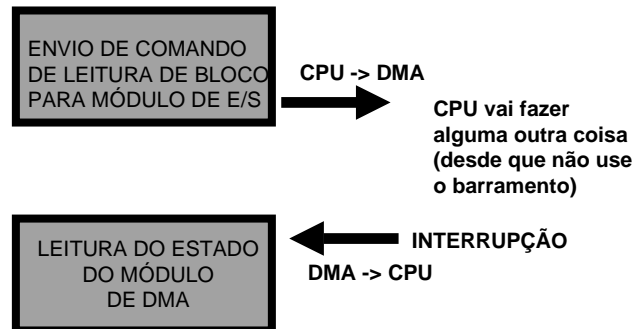 ENVIO DE COMANDO
DE LEITURA DE BLOCO
PARA MÓDULO DE E/S
CPU -> DMA
CPU vai fazer
alguma outra coisa
(desde que não use
o barramento)
LEITURA DO ESTADO
DO MÓDULO
DE DMA
INTERRUPÇÃO
DMA -> CPU